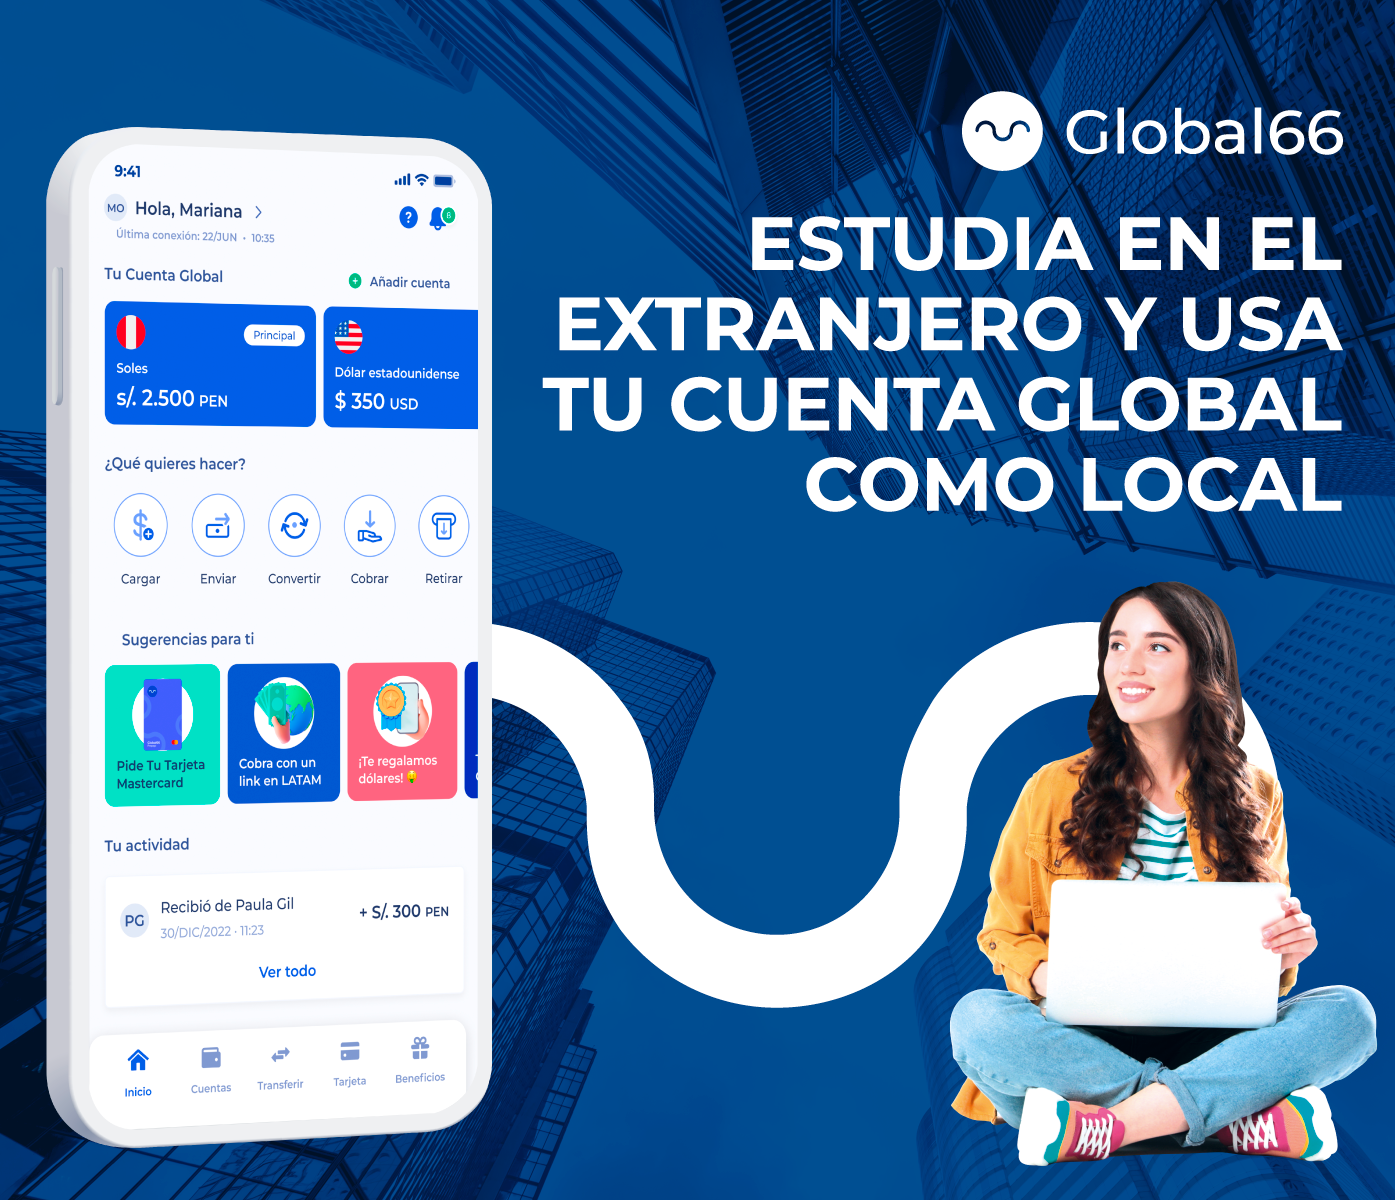 Global66
ESTUDIA EN EL
EXTRANJERO Y USA
TU CUENTA GLOBAL
COMO LOCAL
9:41
MO Hola, Mariana
Última conexión: 22/JUN • 10:35
?
Tu Cuenta Global
+ Añadir cuenta
Principal
Soles
s/. 2.500 PEN
Dólar estadounidense
$ 350 USD
¿Qué quieres hacer?
Cargar Enviar Convertir Cobrar Retirar
Sugerencias para ti
Pide Tu Tarjeta
Mastercard
Cobra con un
link en LATAM
¡Te regalamos
dólares! 🤑
Tu actividad
PG
Recibió de Paula Gil
30/DIC/2022 · 11:23
+ S/. 300 PEN
Ver todo
Inicio Cuentas Transferir Tarjeta Beneficios